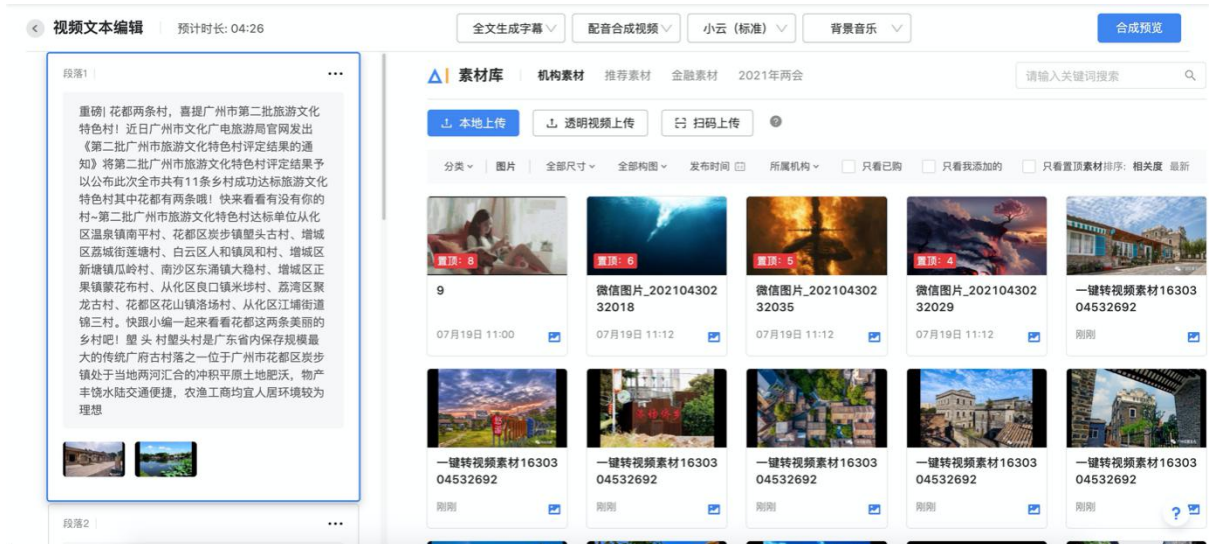 视频文本编辑
预计时长: 04:26
全文生成字幕
配音合成视频
小云（标准）
背景音乐
合成预览
段落1
...
重磅| 花都两条村，喜提广州市第二批旅游文化
特色村！近日广州市文化广电旅游局官网发出
《第二批广州市旅游文化特色村评定结果的通
知》将第二批广州市旅游文化特色村评定结果予
以公布此次全市共有11条乡村成功达标旅游文化
特色村其中花都有两条哦！快来看看有没有你的
村~第二批广州市旅游文化特色村达标单位从化
区温泉镇南平村、花都区炭步镇塱头古村、增城
区荔城街莲塘村、白云区人和镇凤和村、增城区
新塘镇瓜岭村、南沙区东涌镇大稳村、增城区正
果镇蒙花布村、从化区良口镇米埗村、荔湾区聚
龙古村、花都区花山镇洛场村、从化区江埔街道
锦三村。快跟小编一起来看看花都这两条美丽的
乡村吧！塱 头 村塱头村是广东省内保存规模最
大的传统广府古村落之一位于广州市花都区炭步
镇处于当地两河汇合的冲积平原土地肥沃，物产
丰饶水陆交通便捷，农渔工商均宜人居环境较为
理想
段落2
...
素材库
机构素材
推荐素材
金融素材
2021年两会
请输入关键词搜索
本地上传
透明视频上传
扫码上传
?
分类
图片
全部尺寸
全部构图
发布时间
所属机构
只看已购
只看我添加的
只看置顶素材
排序:
相关度
最新
置顶: 8
9
07月19日 11:00
置顶: 6
微信图片_202104302
32018
07月19日 11:12
置顶: 5
微信图片_202104302
32035
07月19日 11:12
置顶: 4
微信图片_202104302
32029
07月19日 11:12
一键转视频素材16303
04532692
刚刚
一键转视频素材16303
04532692
刚刚
一键转视频素材16303
04532692
刚刚
一键转视频素材16303
04532692
刚刚
一键转视频素材16303
04532692
刚刚
一键转视频素材16303
04532692
刚刚
?